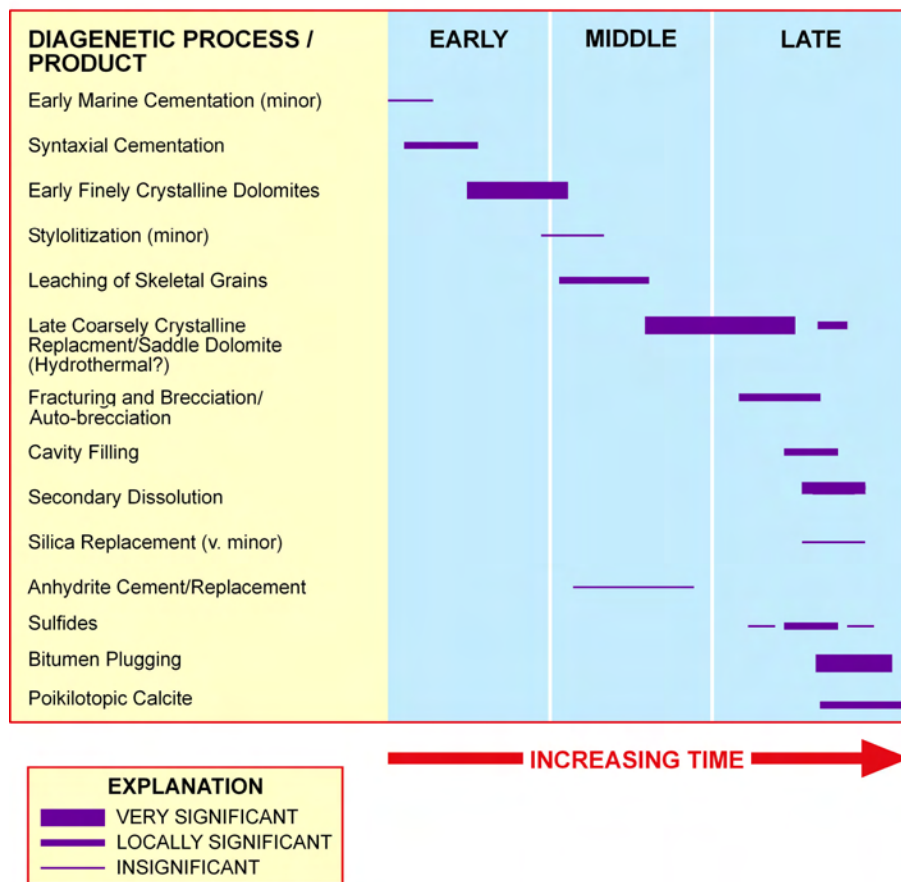 DIAGENETIC PROCESS /
PRODUCT
EARLY
MIDDLE
LATE
Early Marine Cementation (minor)
Syntaxial Cementation
Early Finely Crystalline Dolomites
Stylolitization (minor)
Leaching of Skeletal Grains
Late Coarsely Crystalline
Replacment/Saddle Dolomite
(Hydrothermal?)
Fracturing and Brecciation/
Auto-brecciation
Cavity Filling
Secondary Dissolution
Silica Replacement (v. minor)
Anhydrite Cement/Replacement
Sulfides
Bitumen Plugging
Poikilotopic Calcite
INCREASING TIME
EXPLANATION
VERY SIGNIFICANT
LOCALLY SIGNIFICANT
INSIGNIFICANT